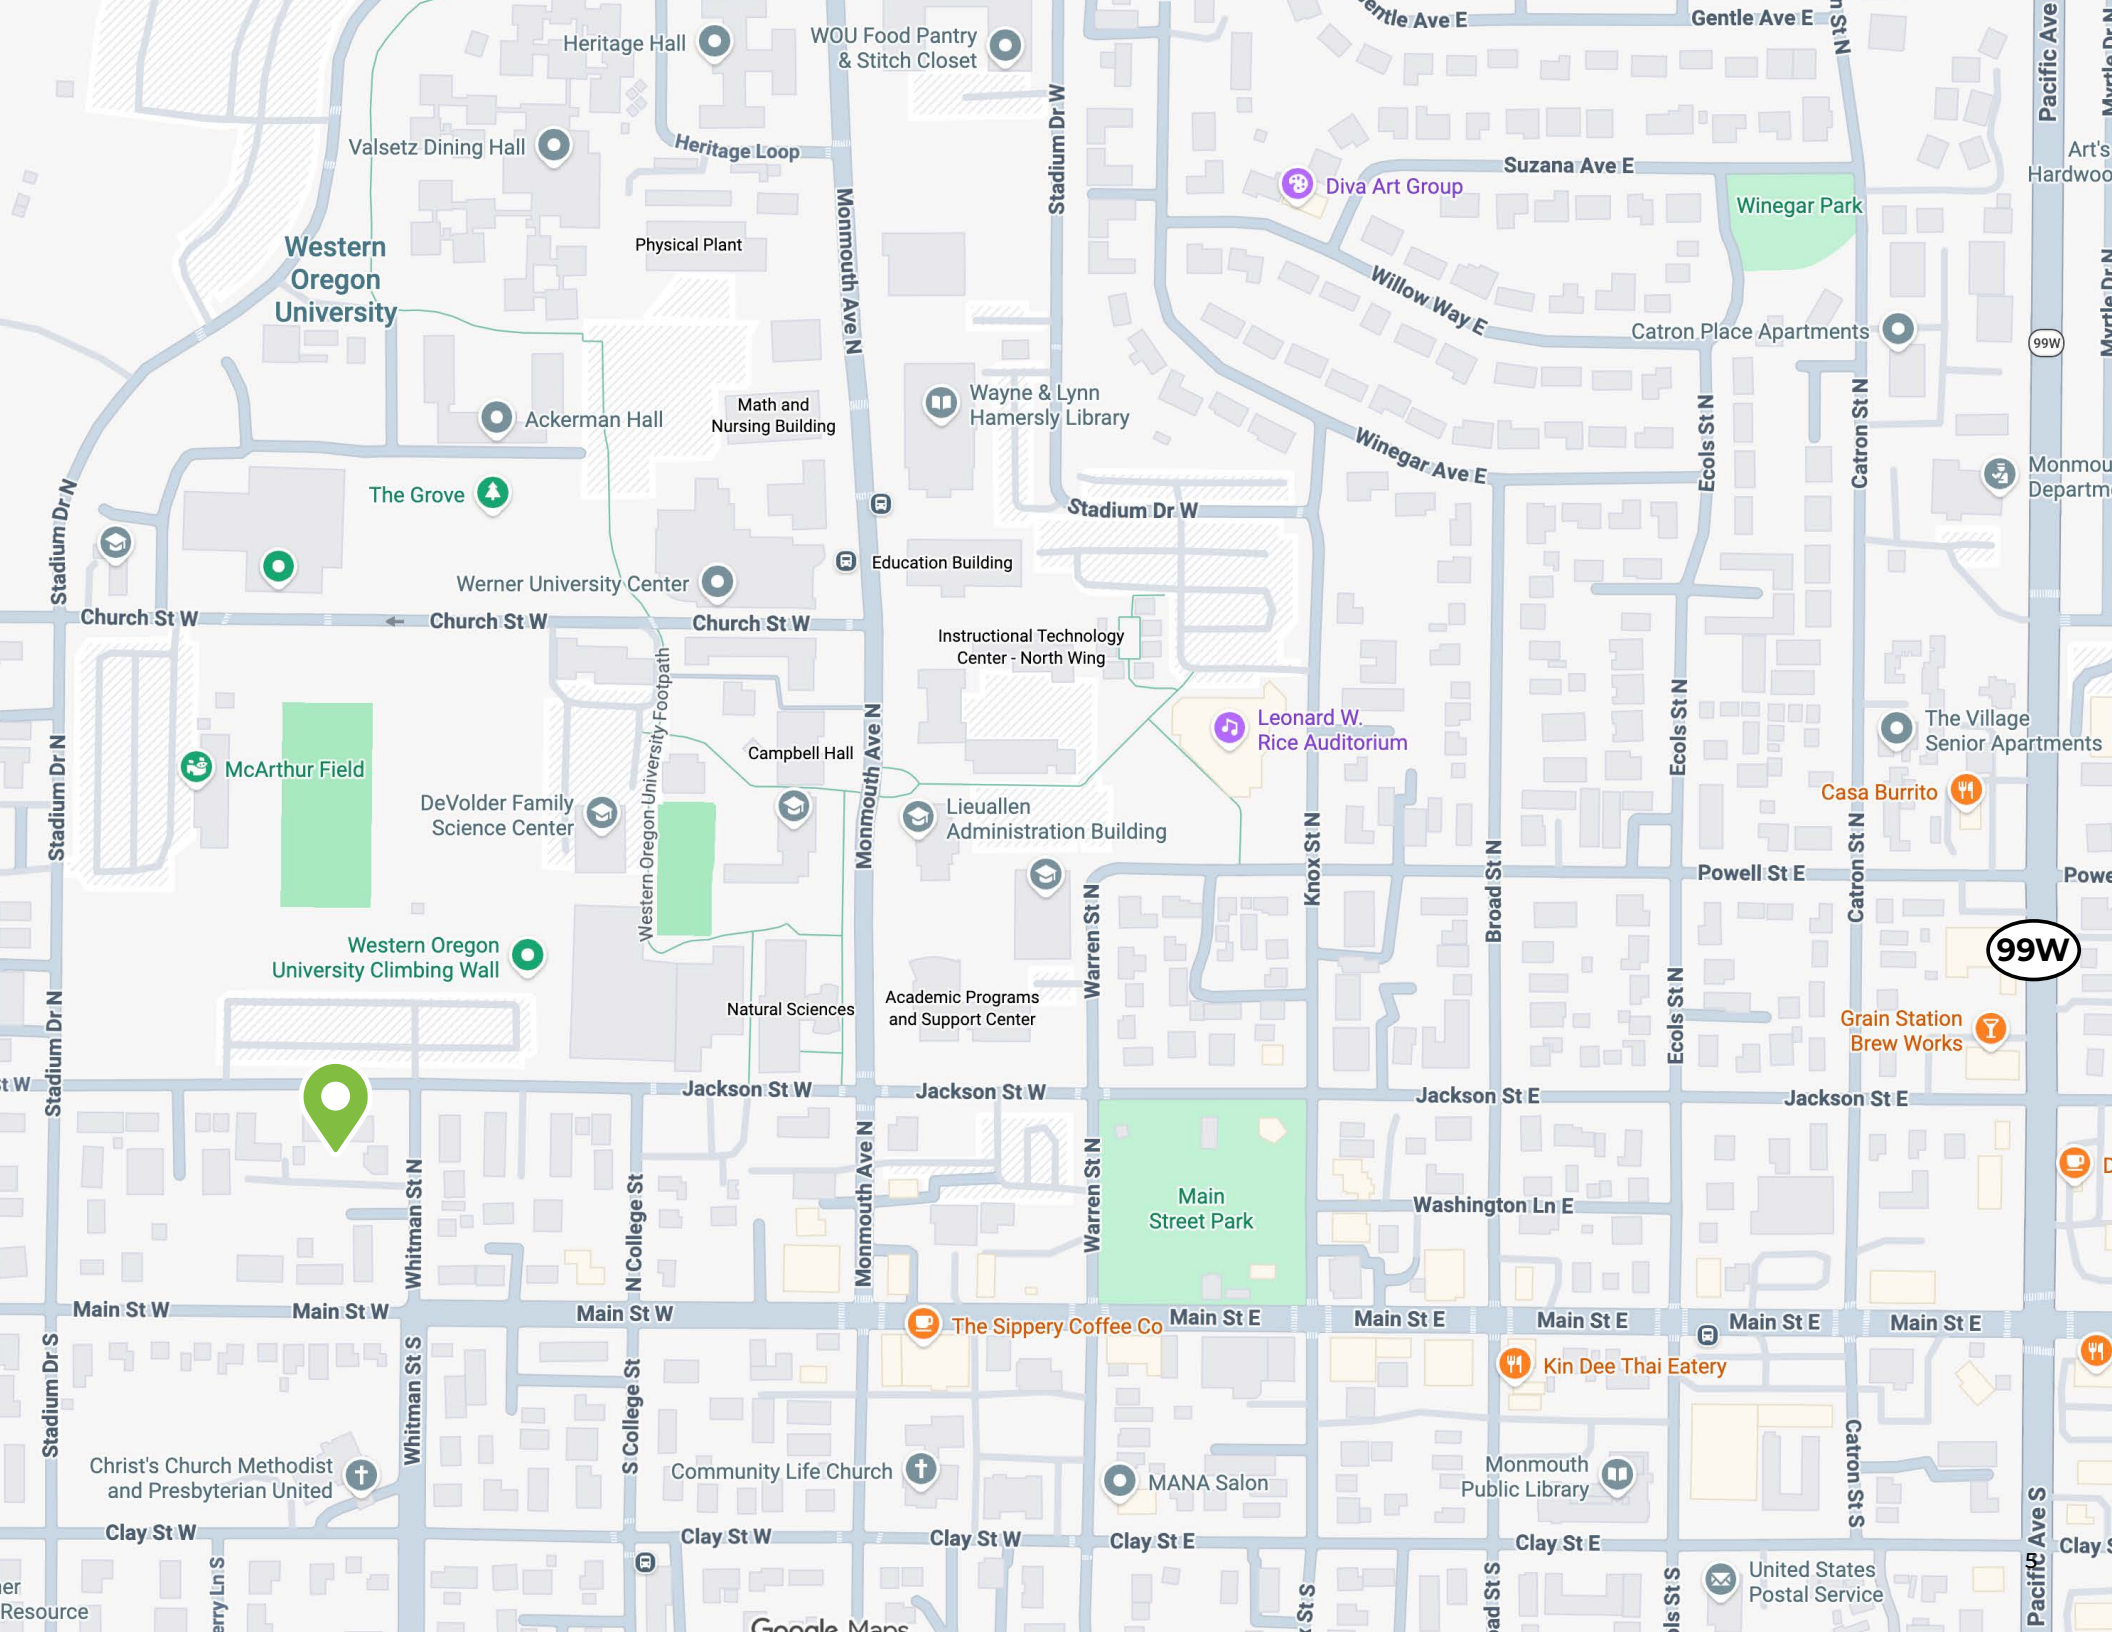 Gentle Ave E
Pacific Ave
Heritage Hall
WOU Food Pantry
& Stitch Closet
Stadium Dr W
Valsetz Dining Hall
Heritage Loop
Suzana Ave E
Art's
Diva Art Group
Winegar Park
Monmouth Ave N
Physical Plant
Western
Oregon
University
Willow Way E
Catron Place Apartments
99W
Myrtle Dr N
Wayne & Lynn
Hamersly Library
Math and
Nursing Building
Ackerman Hall
Ecols St N
Catron St N
Winegar Ave E
The Grove
Stadium Dr W
Stadium Dr N
Education Building
Werner University Center
Church St W
Church St W
Church St W
Instructional Technology
Center - North Wing
Western Oregon University Footpath
Leonard W.
Rice Auditorium
Ecols St N
The Village
Senior Apartments
Campbell Hall
Monmouth Ave N
McArthur Field
Stadium Dr N
Casa Burrito
DeVolder Family
Science Center
Lieuallen
Administration Building
Knox St N
Broad St N
Catron St N
Powell St E
Warren St N
Western Oregon
University Climbing Wall
99W
Natural Sciences
Academic Programs
and Support Center
Ecols St N
Grain Station
Brew Works
Stadium Dr N
St W
Jackson St W
Jackson St W
Jackson St E
Jackson St E
Whitman St N
N College St
Monmouth Ave N
Warren St N
Main
Street Park
Washington Ln E
Main St W
Main St W
Main St W
The Sippery Coffee Co
Main St E
Main St E
Main St E
Main St E
Main St E
Kin Dee Thai Eatery
Stadium Dr S
Whitman St S
S College St
Catron St S
Christ's Church Methodist
and Presbyterian United
Community Life Church
MANA Salon
Monmouth
Public Library
Pacific Ave S
5
Clay St W
Clay St W
Clay St W
Clay St E
Clay St E
Clay S
United States
Postal Service
Resource
Google Maps